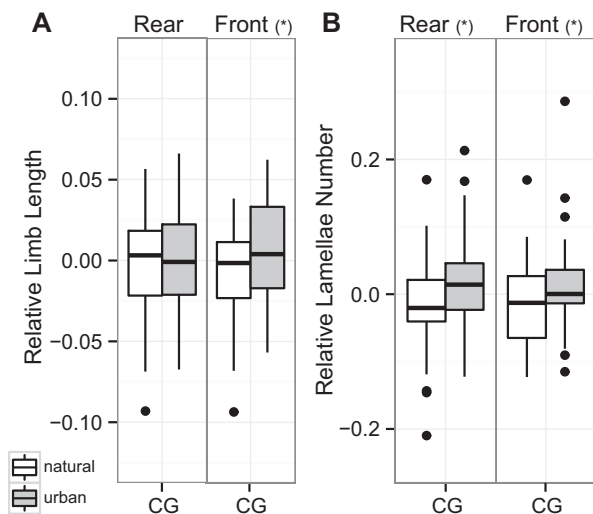 A
Rear
Front (*)
Relative Limb Length
0.10
0.05
0.00
−0.05
−0.10
CG
CG
natural
urban
B
Rear (*)
Front (*)
Relative Lamellae Number
0.2
0.0
−0.2
CG
CG